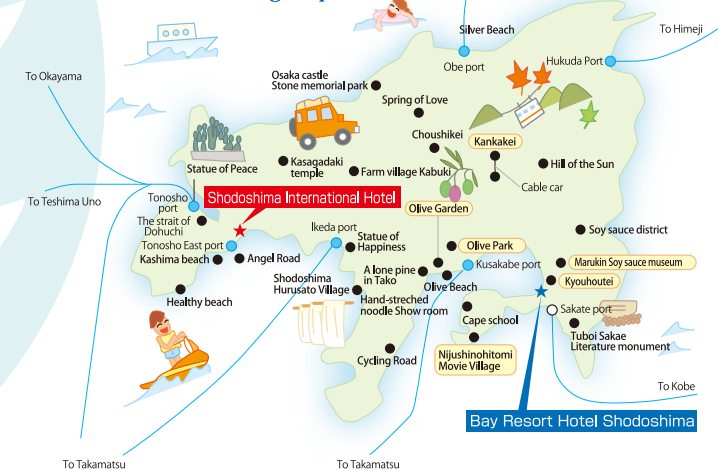 Silver Beach
To Himeji
Obe port
Hukuda Port
To Okayama
Osaka castle
Stone memorial park
Spring of Love
Choushikei
Kankakei
Statue of Peace
Kasagadaki
temple
Farm village Kabuki
Hill of the Sun
Cable car
To Teshima Uno
Tonosho
port
Shodoshima International Hotel
Olive Garden
The strait of
Dohuchi
Tonosho East port
Ikeda port
Statue of
Happiness
Olive Park
Soy sauce district
Kashima beach
Angel Road
A lone pine
in Tako
Kusakabe port
Marukin Soy sauce museum
Shodoshima
Hurusato Village
Olive Beach
Kyouhoutei
Healthy beach
Hand-streched
noodle Show room
Cape school
Sakate port
Tuboi Sakae
Literature monument
Cycling Road
Nijushinohitomi
Movie Village
To Kobe
Bay Resort Hotel Shodoshima
To Takamatsu
To Takamatsu